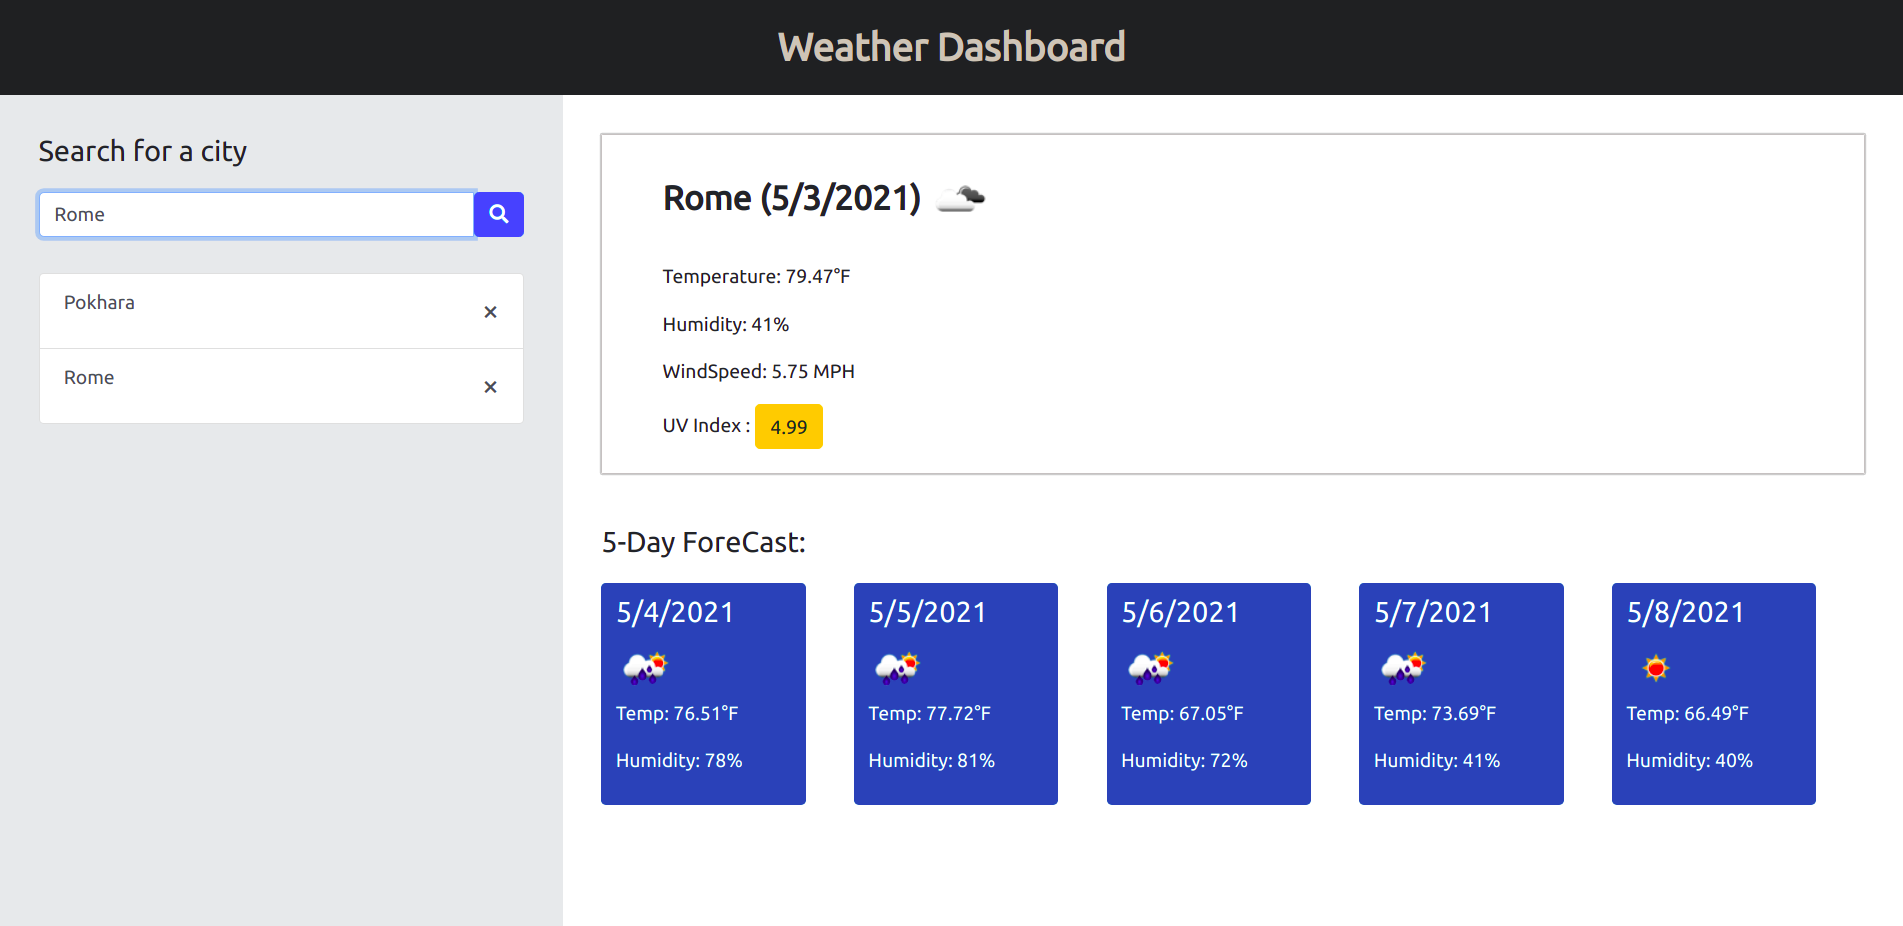 Weather Dashboard
Search for a city
Rome
Pokhara
×
Rome
×
Rome (5/3/2021)
Temperature: 79.47°F
Humidity: 41%
WindSpeed: 5.75 MPH
UV Index : 4.99
5-Day ForeCast:
5/4/2021
Temp: 76.51°F
Humidity: 78%
5/5/2021
Temp: 77.72°F
Humidity: 81%
5/6/2021
Temp: 67.05°F
Humidity: 72%
5/7/2021
Temp: 73.69°F
Humidity: 41%
5/8/2021
Temp: 66.49°F
Humidity: 40%